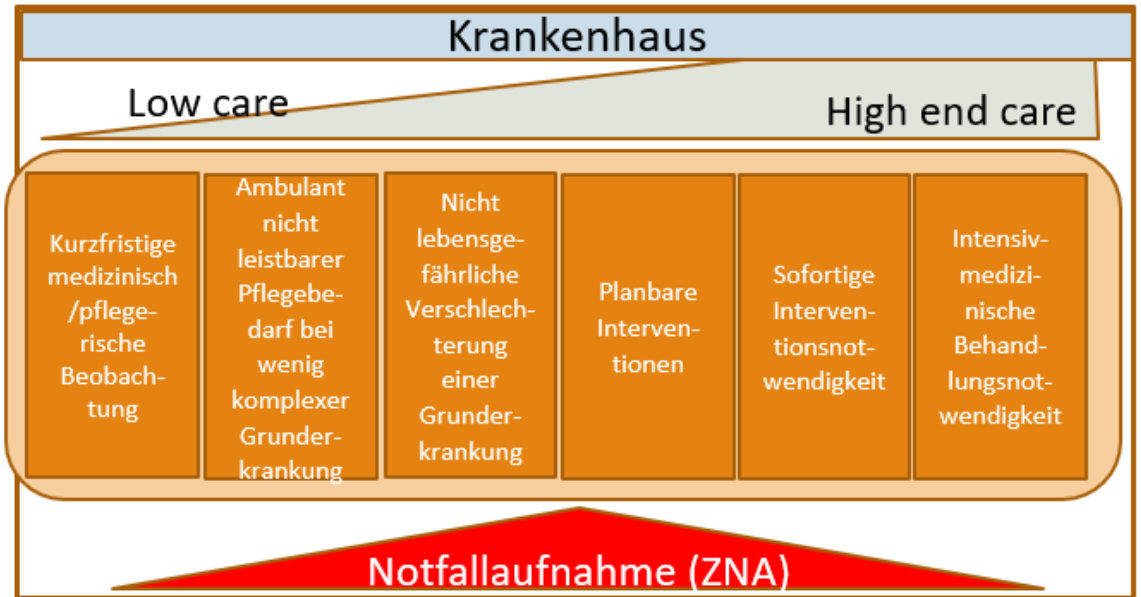 Krankenhaus
Low care
High end care
Kurzfristige
medizinisch
/pflege-
rische
Beobach-
tung
Ambulant
nicht
leistbarer
Pflegebe-
darf bei
wenig
komplexer
Grunder-
krankung
Nicht
lebensge-
fährliche
Verschlech-
terung
einer
Grunder-
krankung
Planbare
Interven-
tionen
Sofortige
Interven-
tionsnot-
wendigkeit
Intensiv-
medizi-
nische
Behand-
lungsnot-
wendigkeit
Notfallaufnahme (ZNA)